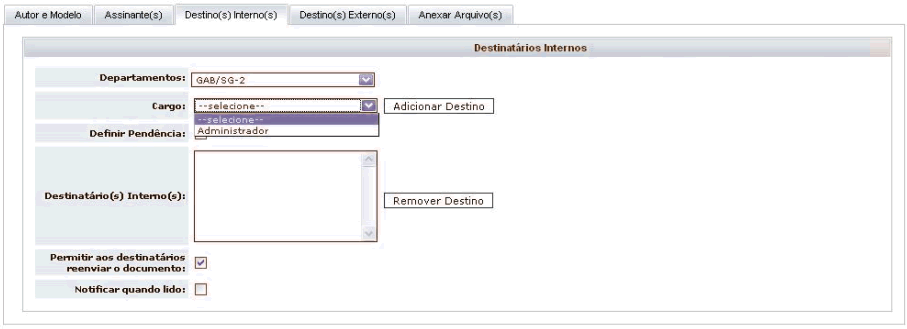 Autor e Modelo Assinante(s) Destino(s) Interno(s) Destino(s) Externo(s) Anexar Arquivo(s)
Destinatários Internos
Departamentos: GAB/SG-2
Cargo: --selecione-- Adicionar Destino
--selecione--
Administrador
Definir Pendência:
Destinatário(s) Interno(s):
Remover Destino
Permitir aos destinatários
reenviar o documento:
Notificar quando lido: